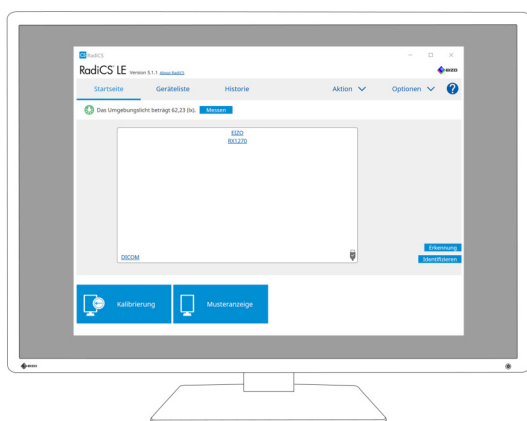 RadiCS
RadiCS® LE Version 5.1.1 About RadiCS
EIZO
Startseite Geräteliste Historie Aktion Optionen ?
Das Umgebungslicht beträgt 62,23 (lx). Messen
EIZO
RX1270
DICOM
Erkennung
Identifizieren
Kalibrierung Musteranzeige
EIZO